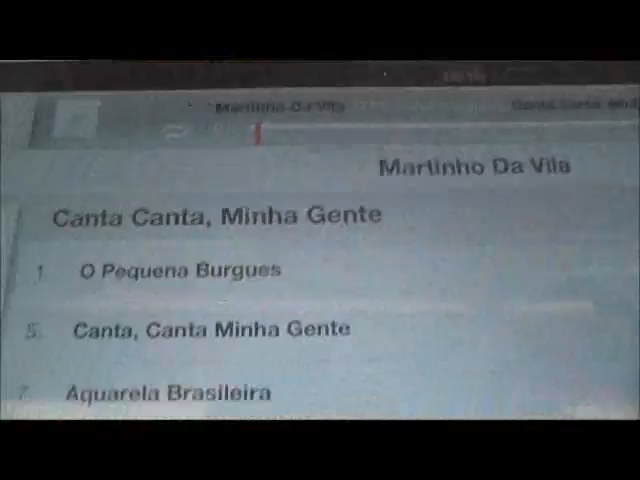 Martinho Da Vila
Martinho Da Vila
Canta Canta, Minha Gente
1 O Pequena Burgues
5. Canta, Canta Minha Gente
7 Aquarela Brasileira